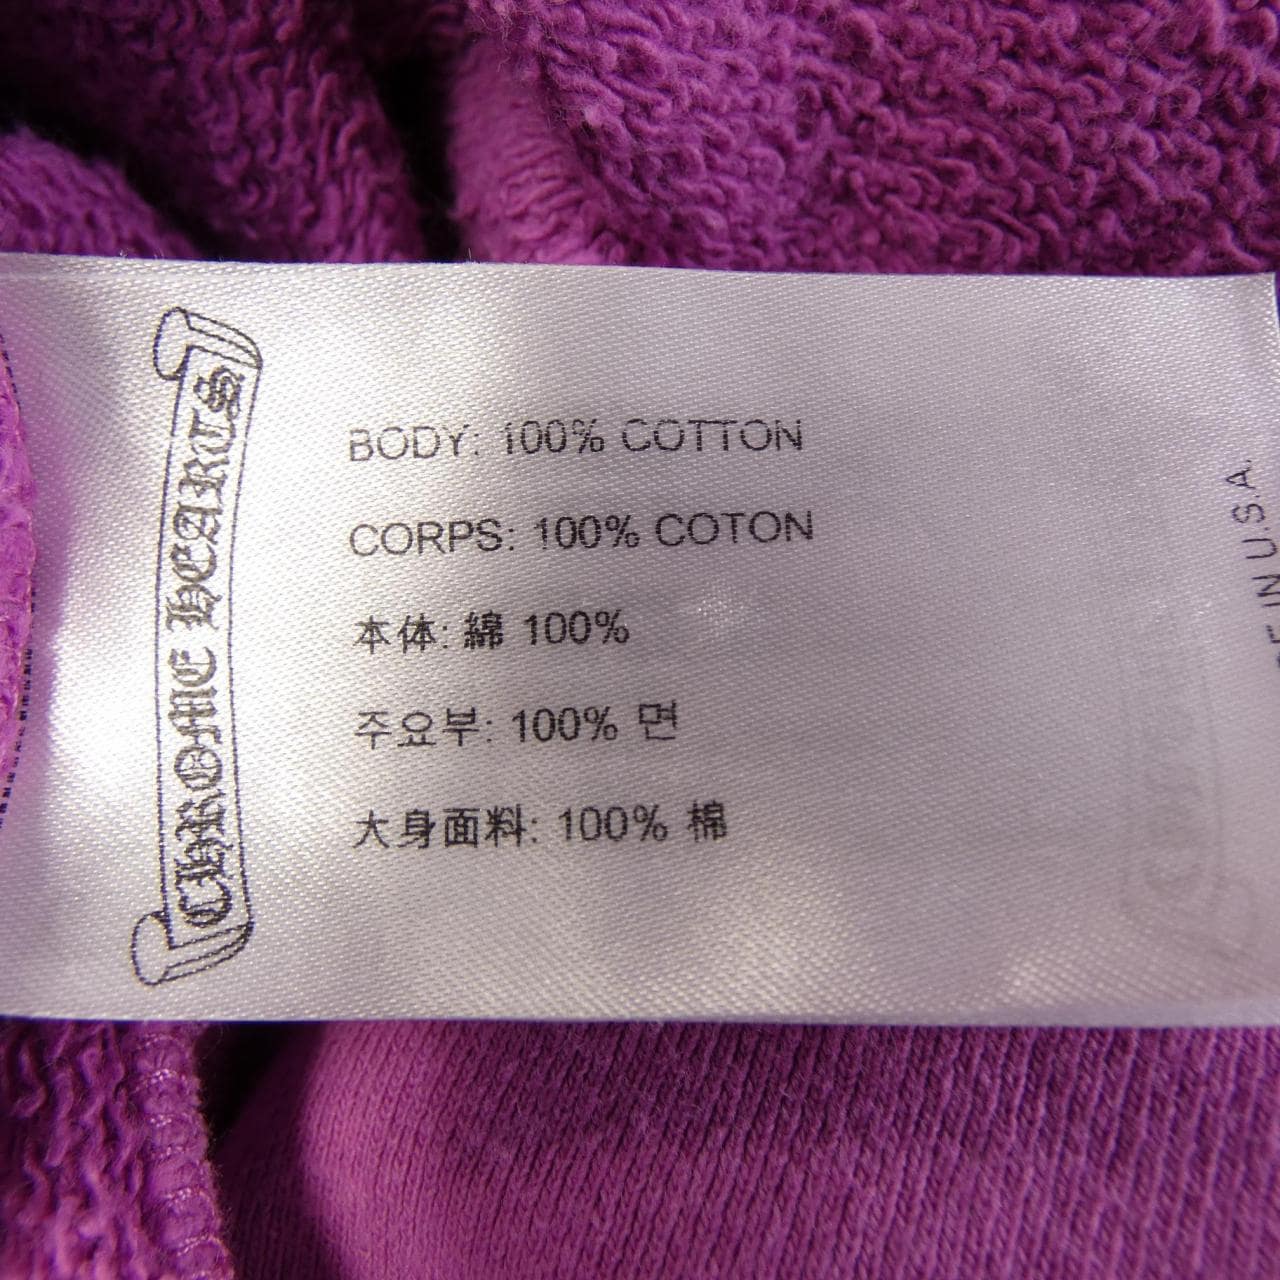 CHROME HEARTS
BODY: 100% COTTON
CORPS: 100% COTON
本体: 綿 100%
주요부: 100% 면
大身面料: 100% 棉
IN U.S.A.